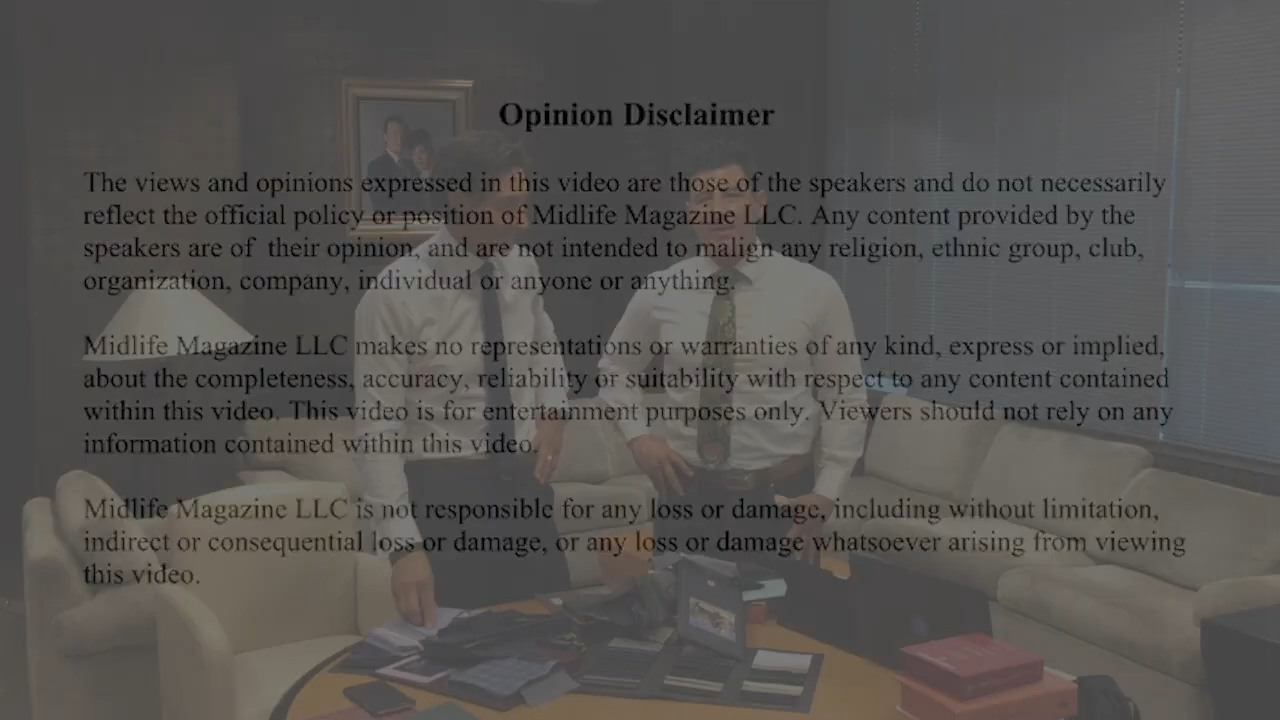 Opinion Disclaimer
The views and opinions expressed in this video are those of the speakers and do not necessarily
reflect the official policy or position of Midlife Magazine LLC. Any content provided by the
speakers are of their opinion, and are not intended to malign any religion, ethnic group, club,
organization, company, individual or anyone or anything.
Midlife Magazine LLC makes no representations or warranties of any kind, express or implied,
about the completeness, accuracy, reliability or suitability with respect to any content contained
within this video. This video is for entertainment purposes only. Viewers should not rely on any
information contained within this video.
Midlife Magazine LLC is not responsible for any loss or damage, including without limitation,
indirect or consequential loss or damage, or any loss or damage whatsoever arising from viewing
this video.